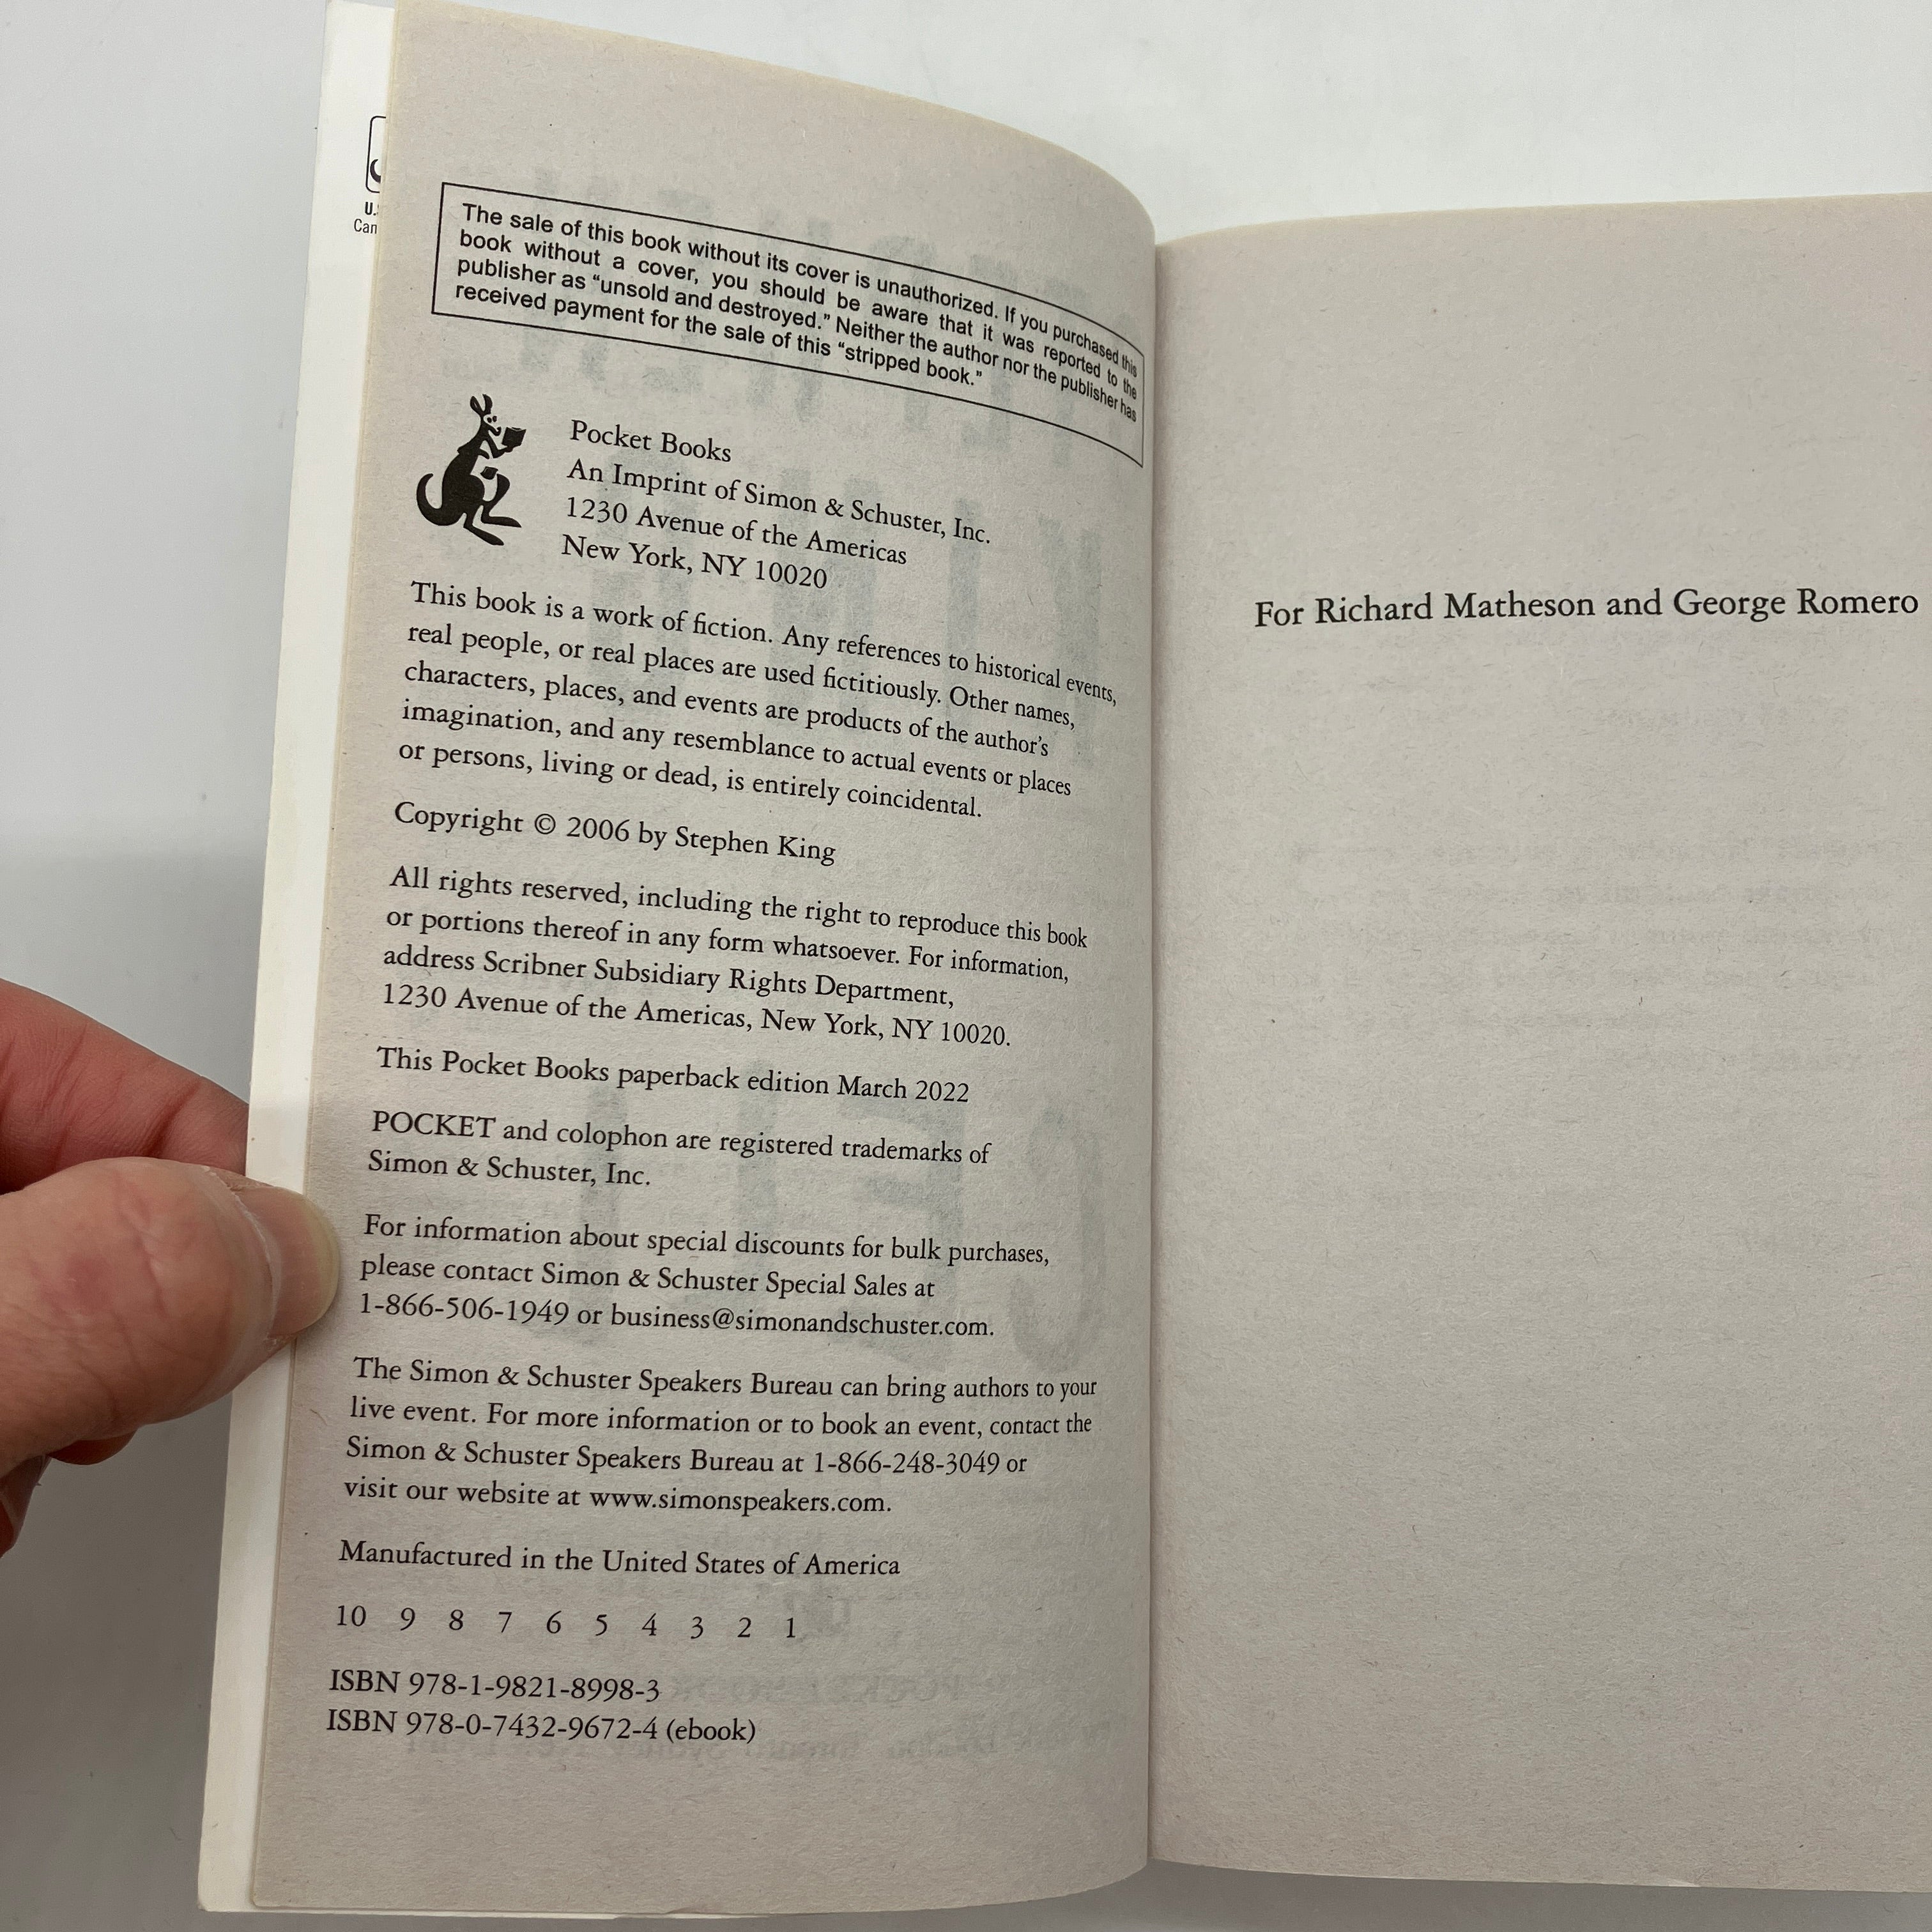 U.
Can
The sale of this book without its cover is unauthorized. If you purchased this
book without a cover, you should be aware that it was reported to the
publisher as “unsold and destroyed.” Neither the author nor the publisher has
received payment for the sale of this “stripped book.”
Pocket Books
An Imprint of Simon & Schuster, Inc.
1230 Avenue of the Americas
New York, NY 10020
This book is a work of fiction. Any references to historical events,
real people, or real places are used fictitiously. Other names,
characters, places, and events are products of the author’s
imagination, and any resemblance to actual events or places
or persons, living or dead, is entirely coincidental.
Copyright © 2006 by Stephen King
All rights reserved, including the right to reproduce this book
or portions thereof in any form whatsoever. For information,
address Scribner Subsidiary Rights Department,
1230 Avenue of the Americas, New York, NY 10020.
This Pocket Books paperback edition March 2022
POCKET and colophon are registered trademarks of
Simon & Schuster, Inc.
For information about special discounts for bulk purchases,
please contact Simon & Schuster Special Sales at
1-866-506-1949 or business@simonandschuster.com.
The Simon & Schuster Speakers Bureau can bring authors to your
live event. For more information or to book an event, contact the
Simon & Schuster Speakers Bureau at 1-866-248-3049 or
visit our website at www.simonspeakers.com.
Manufactured in the United States of America
10 9 8 7 6 5 4 3 2 1
ISBN 978-1-9821-8998-3
ISBN 978-0-7432-9672-4 (ebook)
For Richard Matheson and George Romero